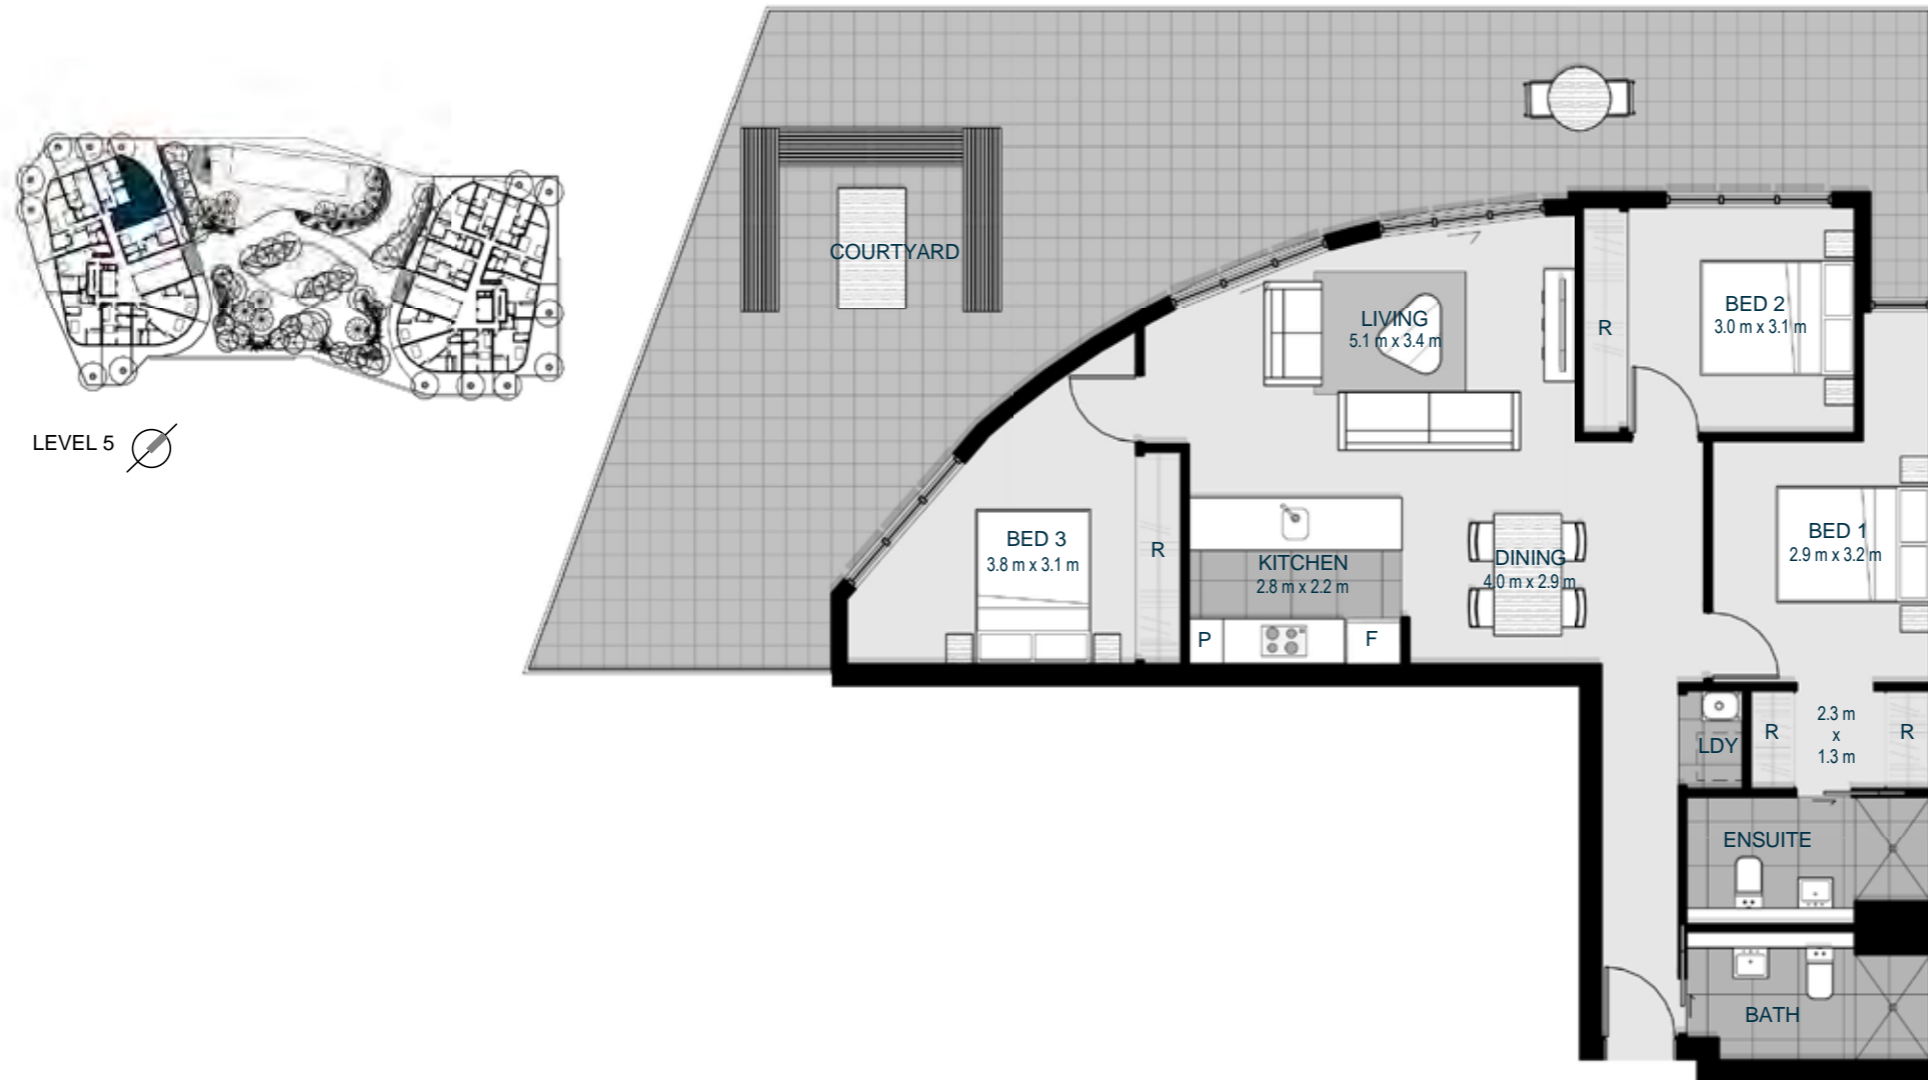 COURTYARD
LEVEL 5
LIVING
5.1 m x 3.4 m
R
BED 2
3.0 m x 3.1 m
BED 3
3.8 m x 3.1 m
R
KITCHEN
2.8 m x 2.2 m
P
F
DINING
4.0 m x 2.9 m
BED 1
2.9 m x 3.2 m
LDY
R
2.3 m
x
1.3 m
R
ENSUITE
BATH